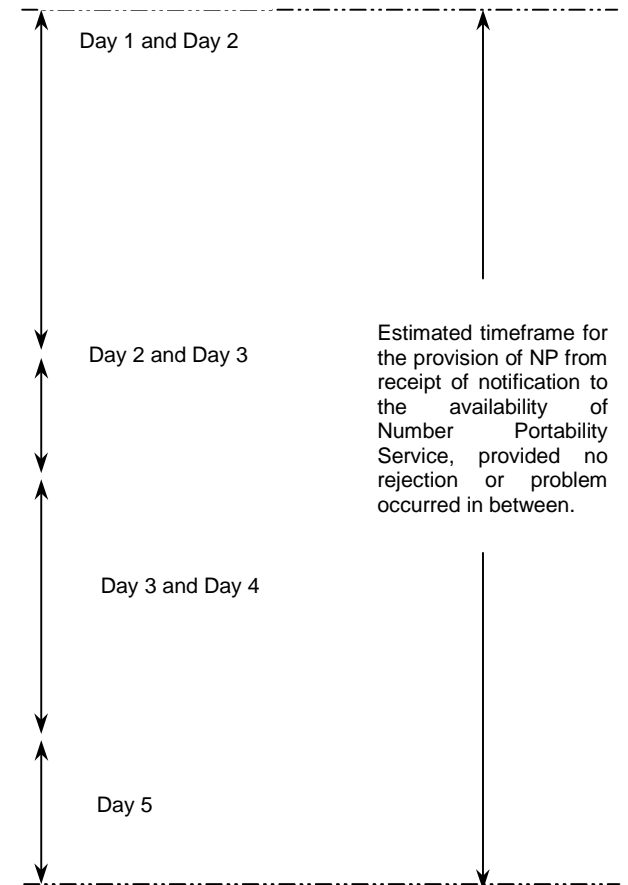 Day 1 and Day 2
Day 2 and Day 3
Estimated timeframe for
the provision of NP from
receipt of notification to
the availability of
Number Portability
Service, provided no
rejection or problem
occurred in between.
Day 3 and Day 4
Day 5